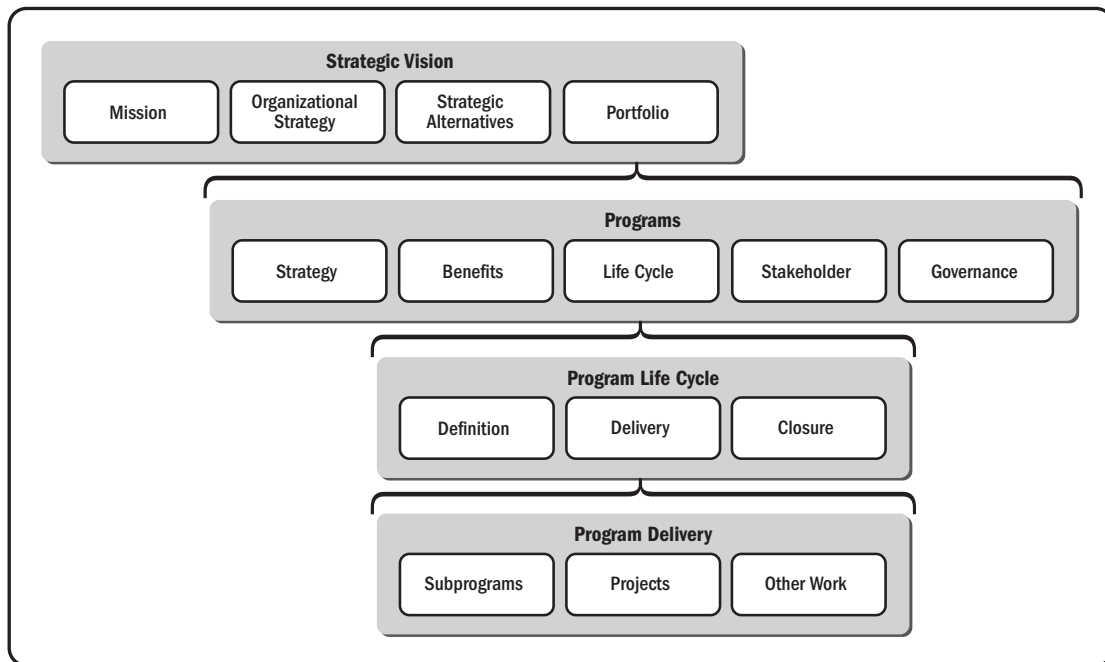 Strategic Vision
Mission
Organizational
Strategy
Strategic
Alternatives
Portfolio
Programs
Strategy
Benefits
Life Cycle
Stakeholder
Governance
Program Life Cycle
Definition
Delivery
Closure
Program Delivery
Subprograms
Projects
Other Work